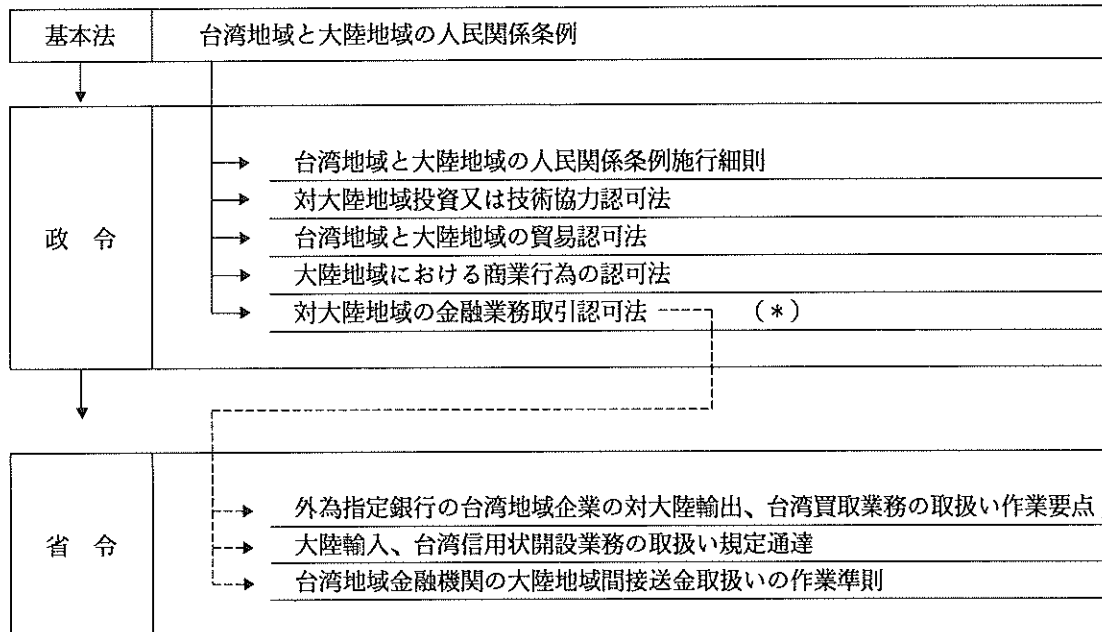 基本法 台湾地域と大陸地域の人民関係条例
台湾地域と大陸地域の人民関係条例施行細則
対大陸地域投資又は技術協力認可法
政 令 台湾地域と大陸地域の貿易認可法
大陸地域における商業行為の認可法
対大陸地域の金融業務取引認可法 (*)
外為指定銀行の台湾地域企業の対大陸輸出、台湾買取業務の取扱い作業要点
省 令 大陸輸入、台湾信用状開設業務の取扱い規定通達
台湾地域金融機関の大陸地域間接送金取扱いの作業準則